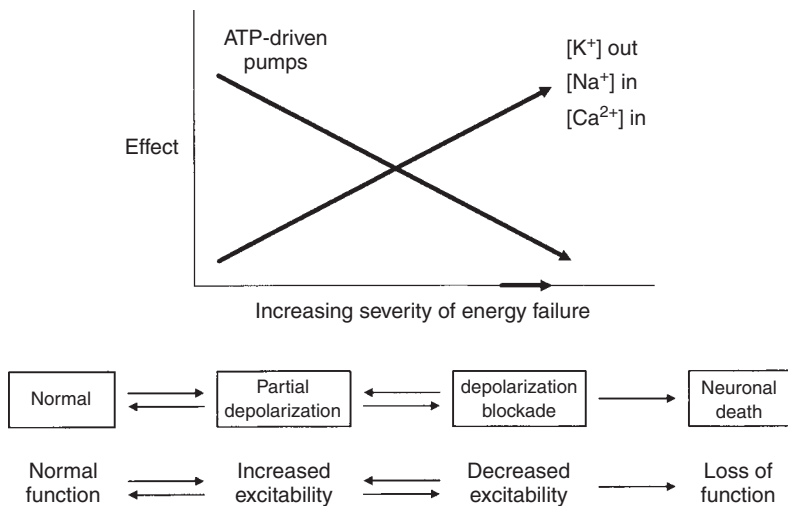 ATP-driven
pumps
[K⁺] out
[Na⁺] in
[Ca²⁺] in
Effect
Increasing severity of energy failure
Normal
Partial
depolarization
depolarization
blockade
Neuronal
death
Normal
function
Increased
excitability
Decreased
excitability
Loss of
function